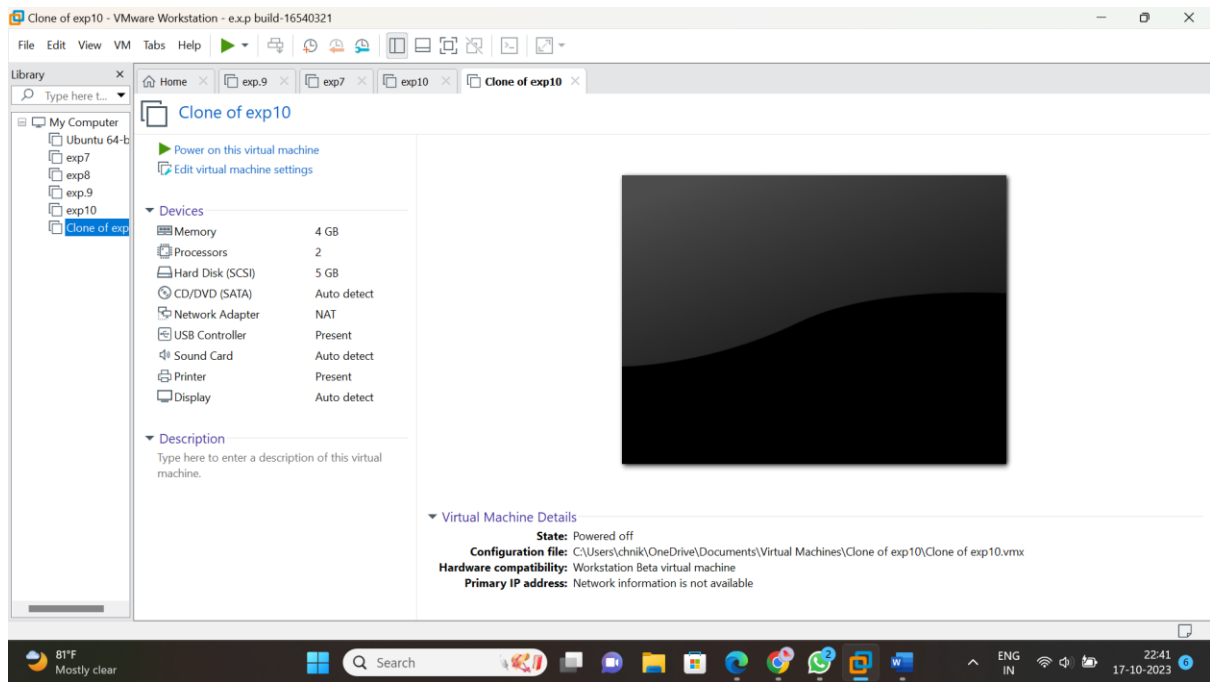 Clone of exp10 - VMware Workstation - e.x.p build-16540321
File Edit View VM Tabs Help
Library
Home exp.9 exp7 exp10 Clone of exp10
Type here t...
My Computer
Ubuntu 64-b
exp7
exp8
exp.9
exp10
Clone of exp
Clone of exp10
Power on this virtual machine
Edit virtual machine settings
Devices
Memory 4 GB
Processors 2
Hard Disk (SCSI) 5 GB
CD/DVD (SATA) Auto detect
Network Adapter NAT
USB Controller Present
Sound Card Auto detect
Printer Present
Display Auto detect
Description
Type here to enter a description of this virtual
machine.
Virtual Machine Details
State: Powered off
Configuration file: C:\Users\chnik\OneDrive\Documents\Virtual Machines\Clone of exp10\Clone of exp10.vmx
Hardware compatibility: Workstation Beta virtual machine
Primary IP address: Network information is not available
81°F
Mostly clear
Search
2
W
ENG
IN
22:41
17-10-2023
6